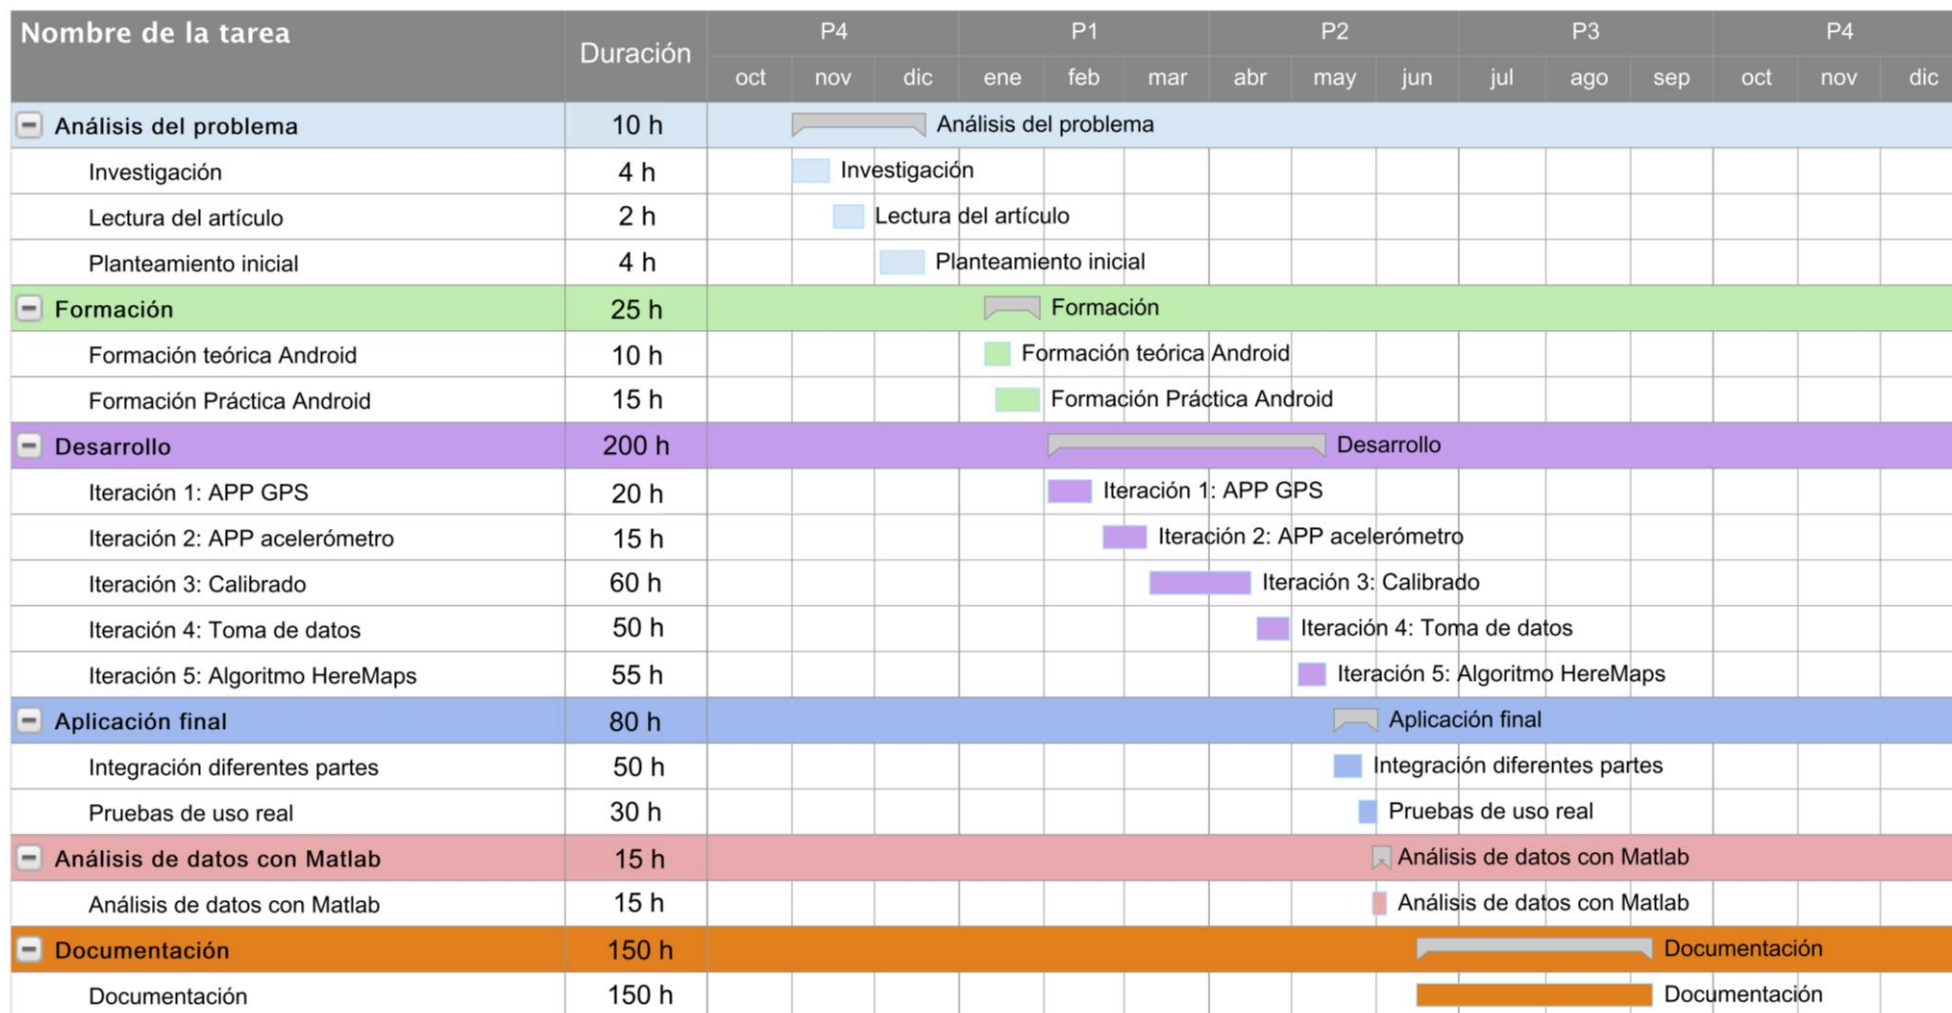 Nombre de la tarea Duración P4 P1 P2 P3 P4
oct nov dic ene feb mar abr may jun jul ago sep oct nov dic
Análisis del problema 10 h Análisis del problema
Investigación 4 h Investigación
Lectura del artículo 2 h Lectura del artículo
Planteamiento inicial 4 h Planteamiento inicial
Formación 25 h Formación
Formación teórica Android 10 h Formación teórica Android
Formación Práctica Android 15 h Formación Práctica Android
Desarrollo 200 h Desarrollo
Iteración 1: APP GPS 20 h Iteración 1: APP GPS
Iteración 2: APP acelerómetro 15 h Iteración 2: APP acelerómetro
Iteración 3: Calibrado 60 h Iteración 3: Calibrado
Iteración 4: Toma de datos 50 h Iteración 4: Toma de datos
Iteración 5: Algoritmo HereMaps 55 h Iteración 5: Algoritmo HereMaps
Aplicación final 80 h Aplicación final
Integración diferentes partes 50 h Integración diferentes partes
Pruebas de uso real 30 h Pruebas de uso real
Análisis de datos con Matlab 15 h Análisis de datos con Matlab
Análisis de datos con Matlab 15 h Análisis de datos con Matlab
Documentación 150 h Documentación
Documentación 150 h Documentación